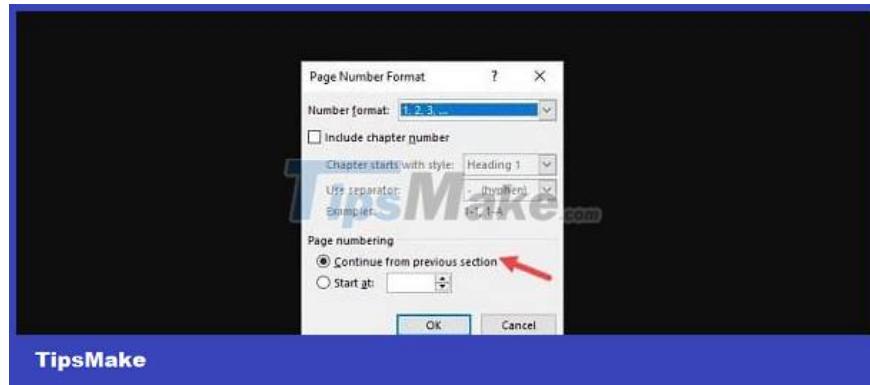 Page Number Format ? ×
Number format: 1, 2, 3, ...
Include chapter number
Chapter starts with style: Heading 1
Use separator: - (hyphen)
Examples: 1-1, 1-A
TipsMake.com
Page numbering
Continue from previous section
Start at:
OK Cancel
TipsMake